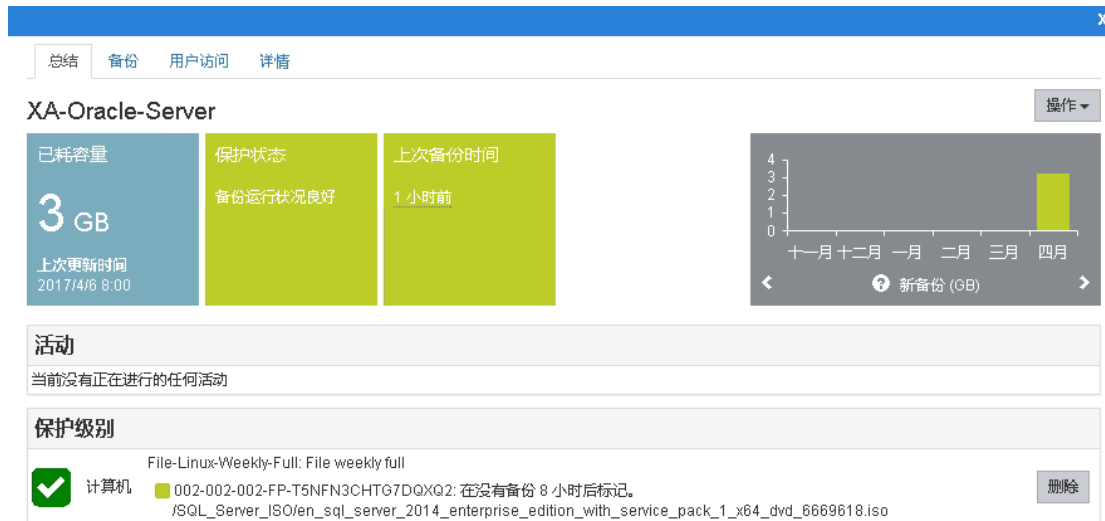 x
总结 备份 用户访问 详情
XA-Oracle-Server
操作
已耗容量
3 GB
上次更新时间
2017/4/6 8:00
保护状态
备份运行状况良好
上次备份时间
1 小时前
4
3
2
1
0
十一月 十二月 一月 二月 三月 四月
? 新备份 (GB)
活动
当前没有正在进行的任何活动
保护级别
计算机
File-Linux-Weekly-Full: File weekly full
002-002-002-FP-T5NFN3CHTG7DQXQ2: 在没有备份 8 小时后标记。
/SQL_Server_ISO/en_sql_server_2014_enterprise_edition_with_service_pack_1_x64_dvd_6669618.iso
删除